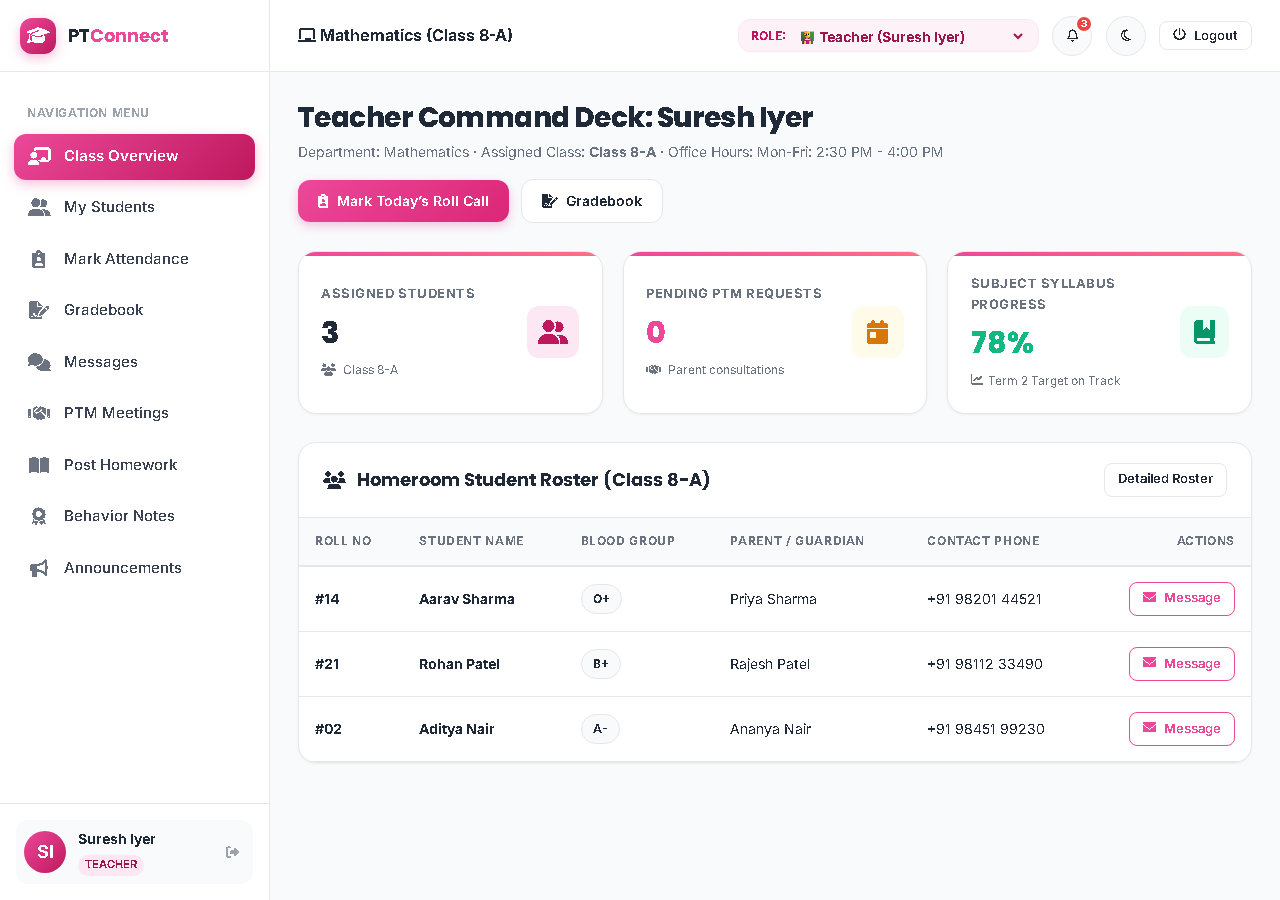 PTConnect
Mathematics (Class 8-A)
ROLE: Teacher (Suresh Iyer)
3
Logout
NAVIGATION MENU
Class Overview
My Students
Mark Attendance
Gradebook
Messages
PTM Meetings
Post Homework
Behavior Notes
Announcements
Suresh Iyer
SI
TEACHER
Teacher Command Deck: Suresh Iyer
Department: Mathematics · Assigned Class: Class 8-A · Office Hours: Mon-Fri: 2:30 PM - 4:00 PM
Mark Today's Roll Call
Gradebook
ASSIGNED STUDENTS
3
Class 8-A
PENDING PTM REQUESTS
0
Parent consultations
SUBJECT SYLLABUS
PROGRESS
78%
Term 2 Target on Track
Homeroom Student Roster (Class 8-A)
Detailed Roster
ROLL NO STUDENT NAME BLOOD GROUP PARENT / GUARDIAN CONTACT PHONE ACTIONS
#14 Aarav Sharma O+ Priya Sharma +91 98201 44521 Message
#21 Rohan Patel B+ Rajesh Patel +91 98112 33490 Message
#02 Aditya Nair A- Ananya Nair +91 98451 99230 Message